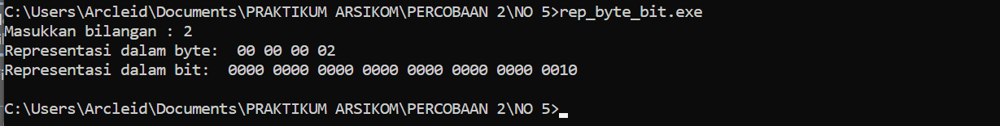 C:\Users\Arcleid\Documents\PRAKTIKUM ARSIKOM\PERCOBAAN 2\NO 5>rep_byte_bit.exe
Masukkan bilangan : 2
Representasi dalam byte:  00 00 00 02
Representasi dalam bit:  0000 0000 0000 0000 0000 0000 0000 0010
C:\Users\Arcleid\Documents\PRAKTIKUM ARSIKOM\PERCOBAAN 2\NO 5>